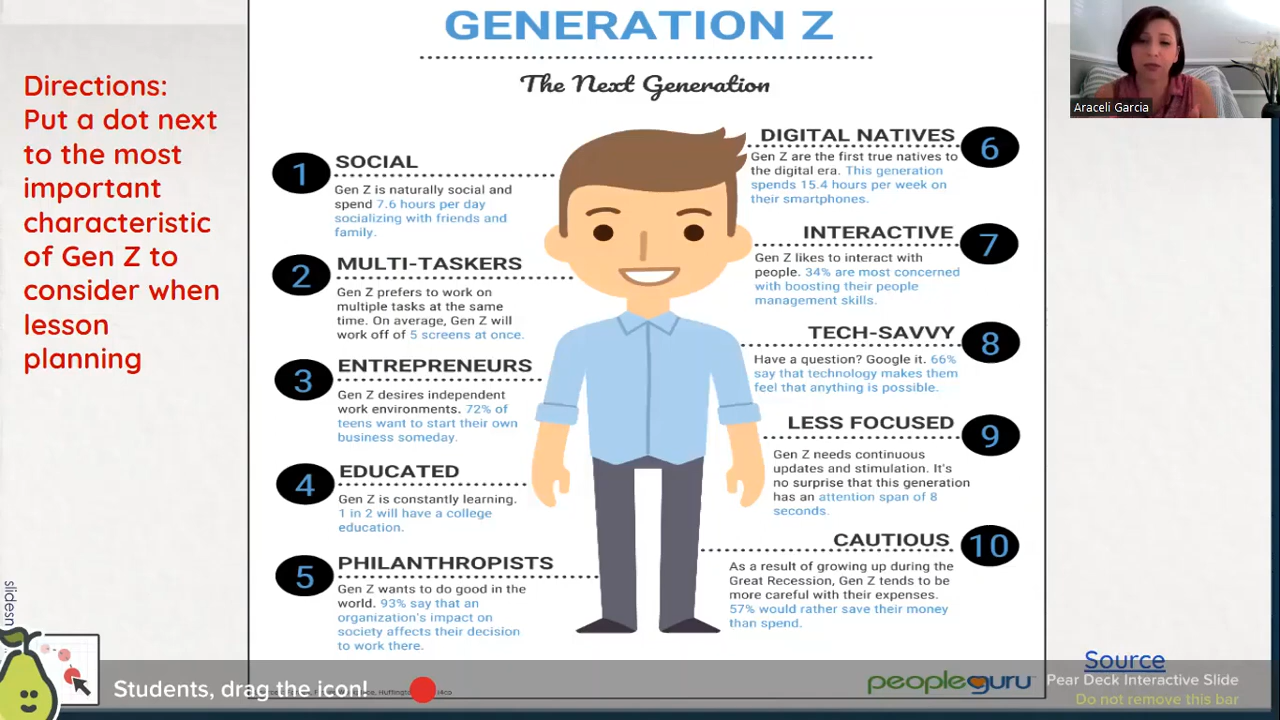 GENERATION Z
The Next Generation
Directions:
Put a dot next
to the most
important
characteristic
of Gen Z to
consider when
lesson
planning
1
SOCIAL
Gen Z is naturally social and
spend 7.6 hours per day
socializing with friends and
family.
2
MULTI-TASKERS
Gen Z prefers to work on
multiple tasks at the same
time. On average, Gen Z will
work off of 5 screens at once.
3
ENTREPRENEURS
Gen Z desires independent
work environments. 72% of
teens want to start their own
business someday.
4
EDUCATED
Gen Z is constantly learning.
1 in 2 will have a college
education.
5
PHILANTHROPISTS
Gen Z wants to do good in the
world. 93% say that an
organization's impact on
society affects their decision
to work there.
DIGITAL NATIVES
6
Gen Z are the first true natives to
the digital era. This generation
spends 15.4 hours per week on
their smartphones.
INTERACTIVE
7
Gen Z likes to interact with
people. 34% are most concerned
with boosting their people
management skills.
TECH-SAVVY
8
Have a question? Google it. 66%
say that technology makes them
feel that anything is possible.
LESS FOCUSED
9
Gen Z needs continuous
updates and stimulation. It's
no surprise that this generation
has an attention span of 8
seconds.
CAUTIOUS
10
As a result of growing up during the
Great Recession, Gen Z tends to be
more careful with their expenses.
57% would rather save their money
than spend.
Araceli Garcia
slidesn
Students, drag the icon!
peopleguru
Source
Pear Deck Interactive Slide
Do not remove this bar